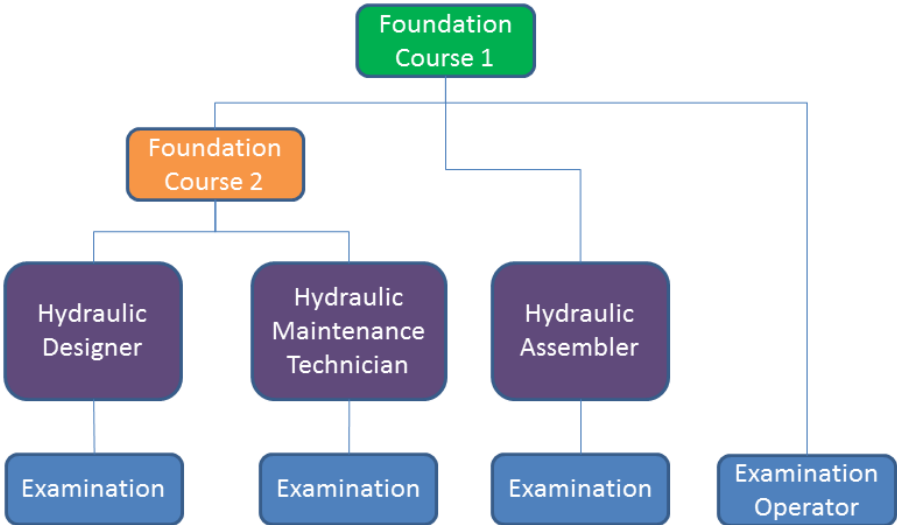 Foundation
Course 1
Foundation
Course 2
Hydraulic
Designer
Hydraulic
Maintenance
Technician
Hydraulic
Assembler
Examination
Examination
Examination
Examination
Operator